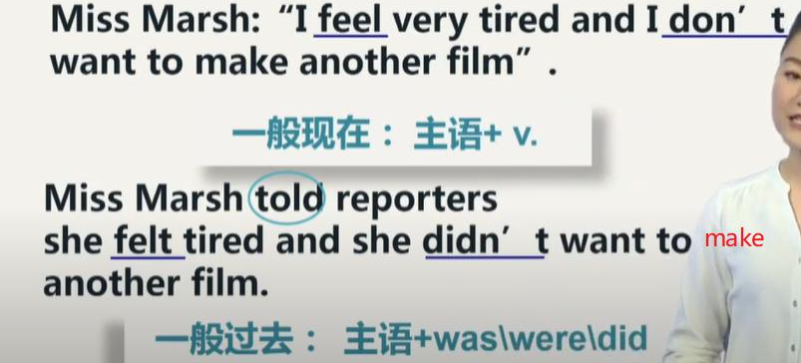 Miss Marsh: “I feel very tired and I don’t
want to make another film”.
一般现在：主语+ v.
Miss Marsh told reporters
she felt tired and she didn’t want to make
another film.
一般过去：主语+was\were\did